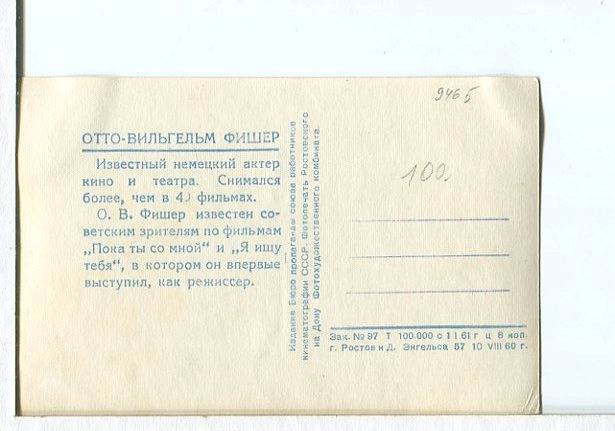 9465
ОТТО-ВИЛЬГЕЛЬМ ФИШЕР
Известный немецкий актер
кино и театра. Снимался
более, чем в 40 фильмах.
О. В. Фишер известен со-
ветским зрителям по фильмам
„Пока ты со мной“ и „Я ищу
тебя“, в котором он впервые
выступил, как режиссер.
Издание Бюро пропаганды союза работников
кинематографии СССР. Фотопечать Ростовского
на Дону Фотохудожественного комбината.
100
Зак. № 97 Т 100·000 с 1 I 61 г ц 8 коп.
г. Ростов н Д. Энгельса 57 10 VIII 60 г.